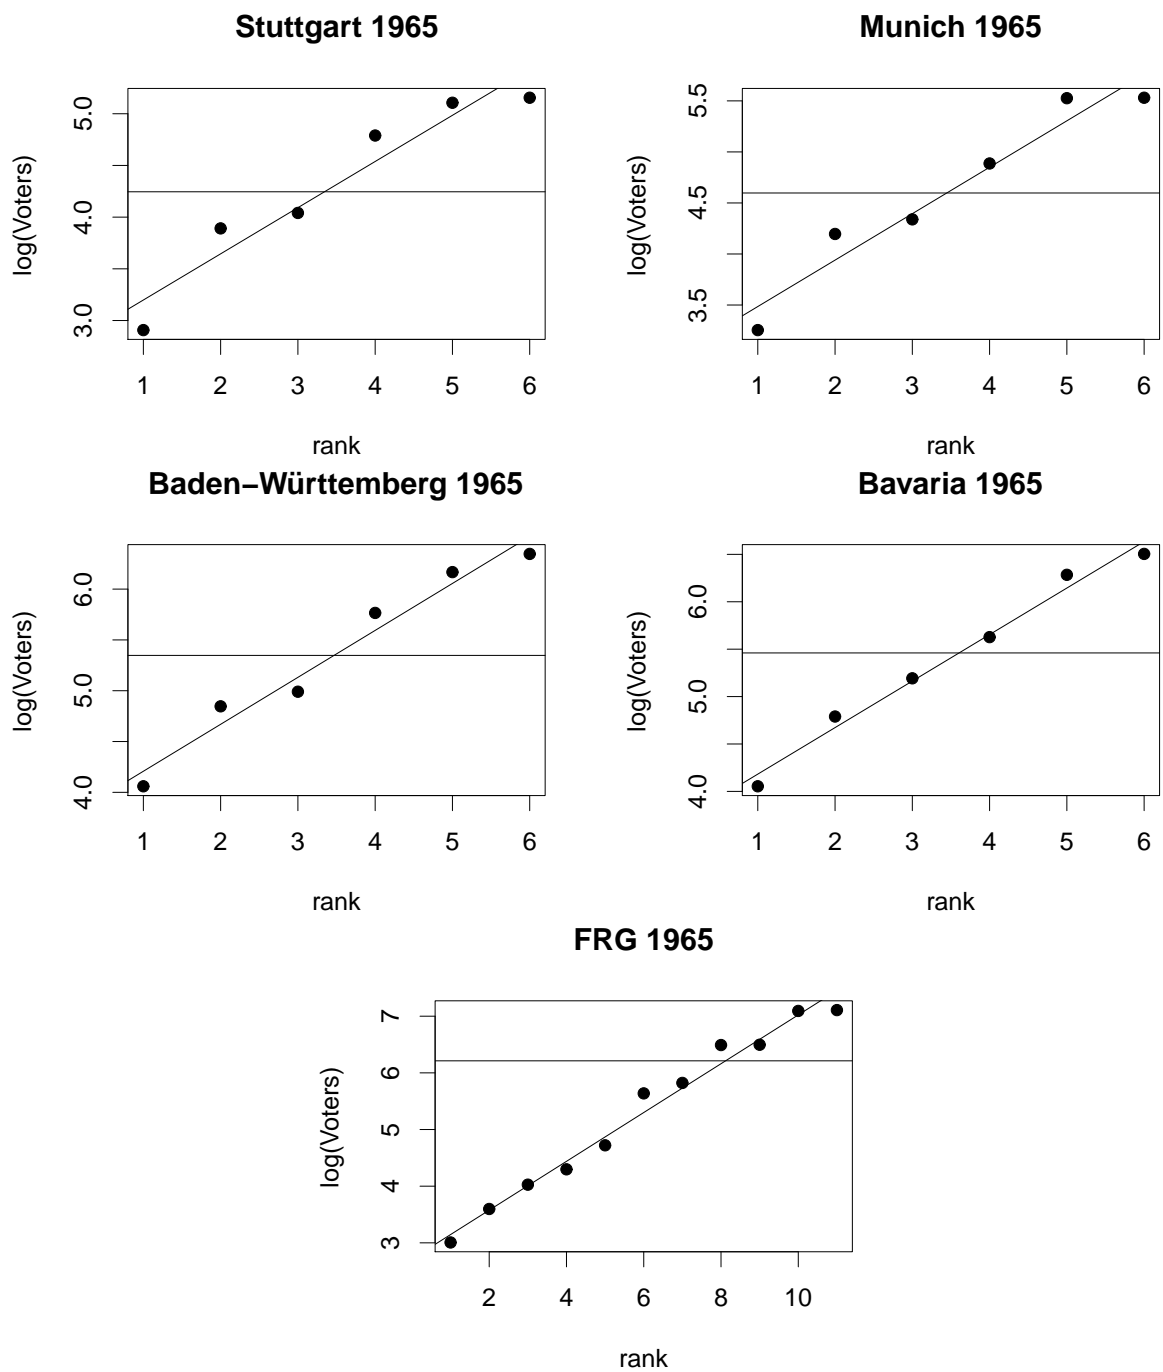 Stuttgart 1965
log(Voters)
3.0 4.0 5.0
1 2 3 4 5 6
rank
Munich 1965
log(Voters)
3.5 4.5 5.5
1 2 3 4 5 6
rank
Baden−Württemberg 1965
log(Voters)
4.0 5.0 6.0
1 2 3 4 5 6
rank
Bavaria 1965
log(Voters)
4.0 5.0 6.0
1 2 3 4 5 6
rank
FRG 1965
log(Voters)
3 4 5 6 7
2 4 6 8 10
rank